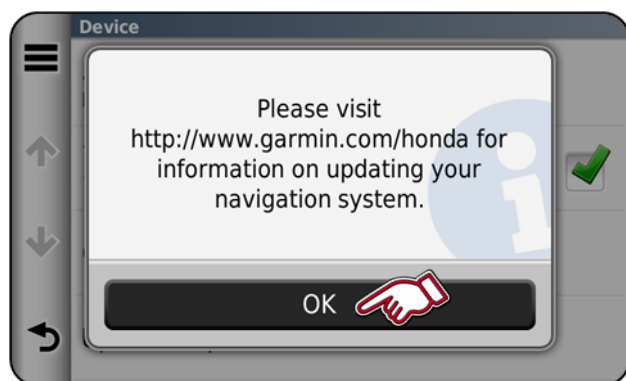 Device
Please visit
http://www.garmin.com/honda for
information on updating your
navigation system.
OK